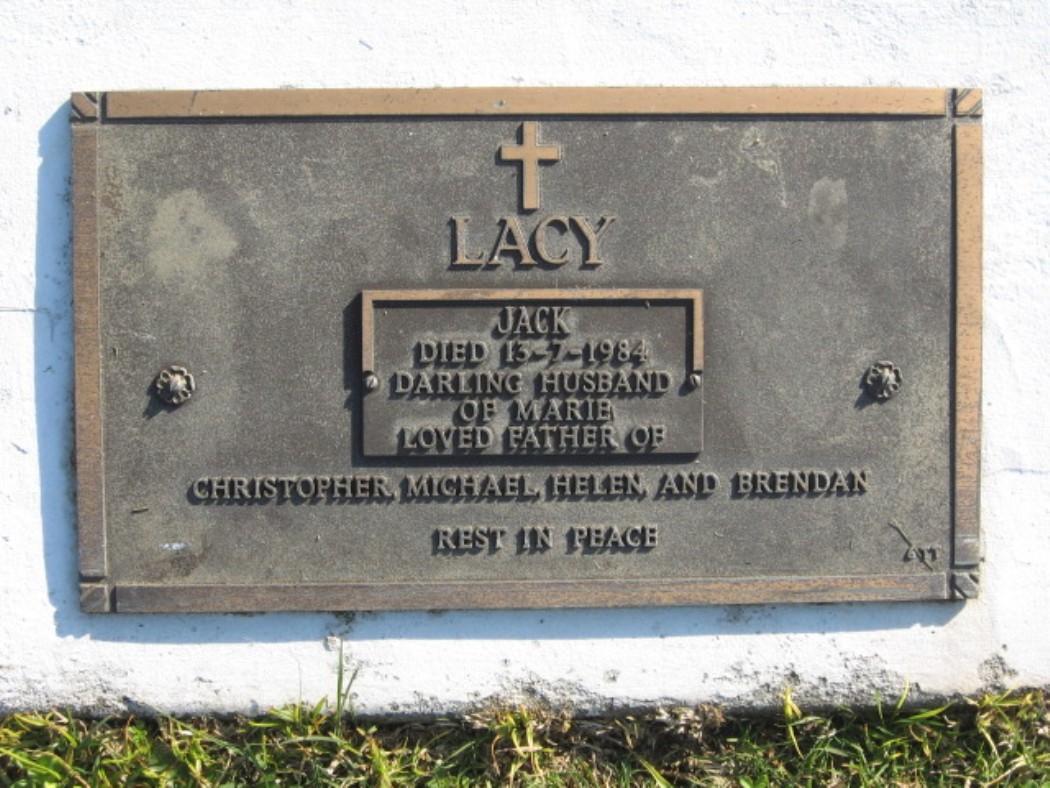 LACY
JACK
DIED 13-7-1984
DARLING HUSBAND
OF MARIE
LOVED FATHER OF
CHRISTOPHER, MICHAEL, HELEN, AND BRENDAN
REST IN PEACE